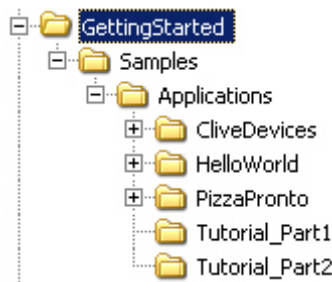 GettingStarted
Samples
Applications
CliveDevices
HelloWorld
PizzaPronto
Tutorial_Part1
Tutorial_Part2